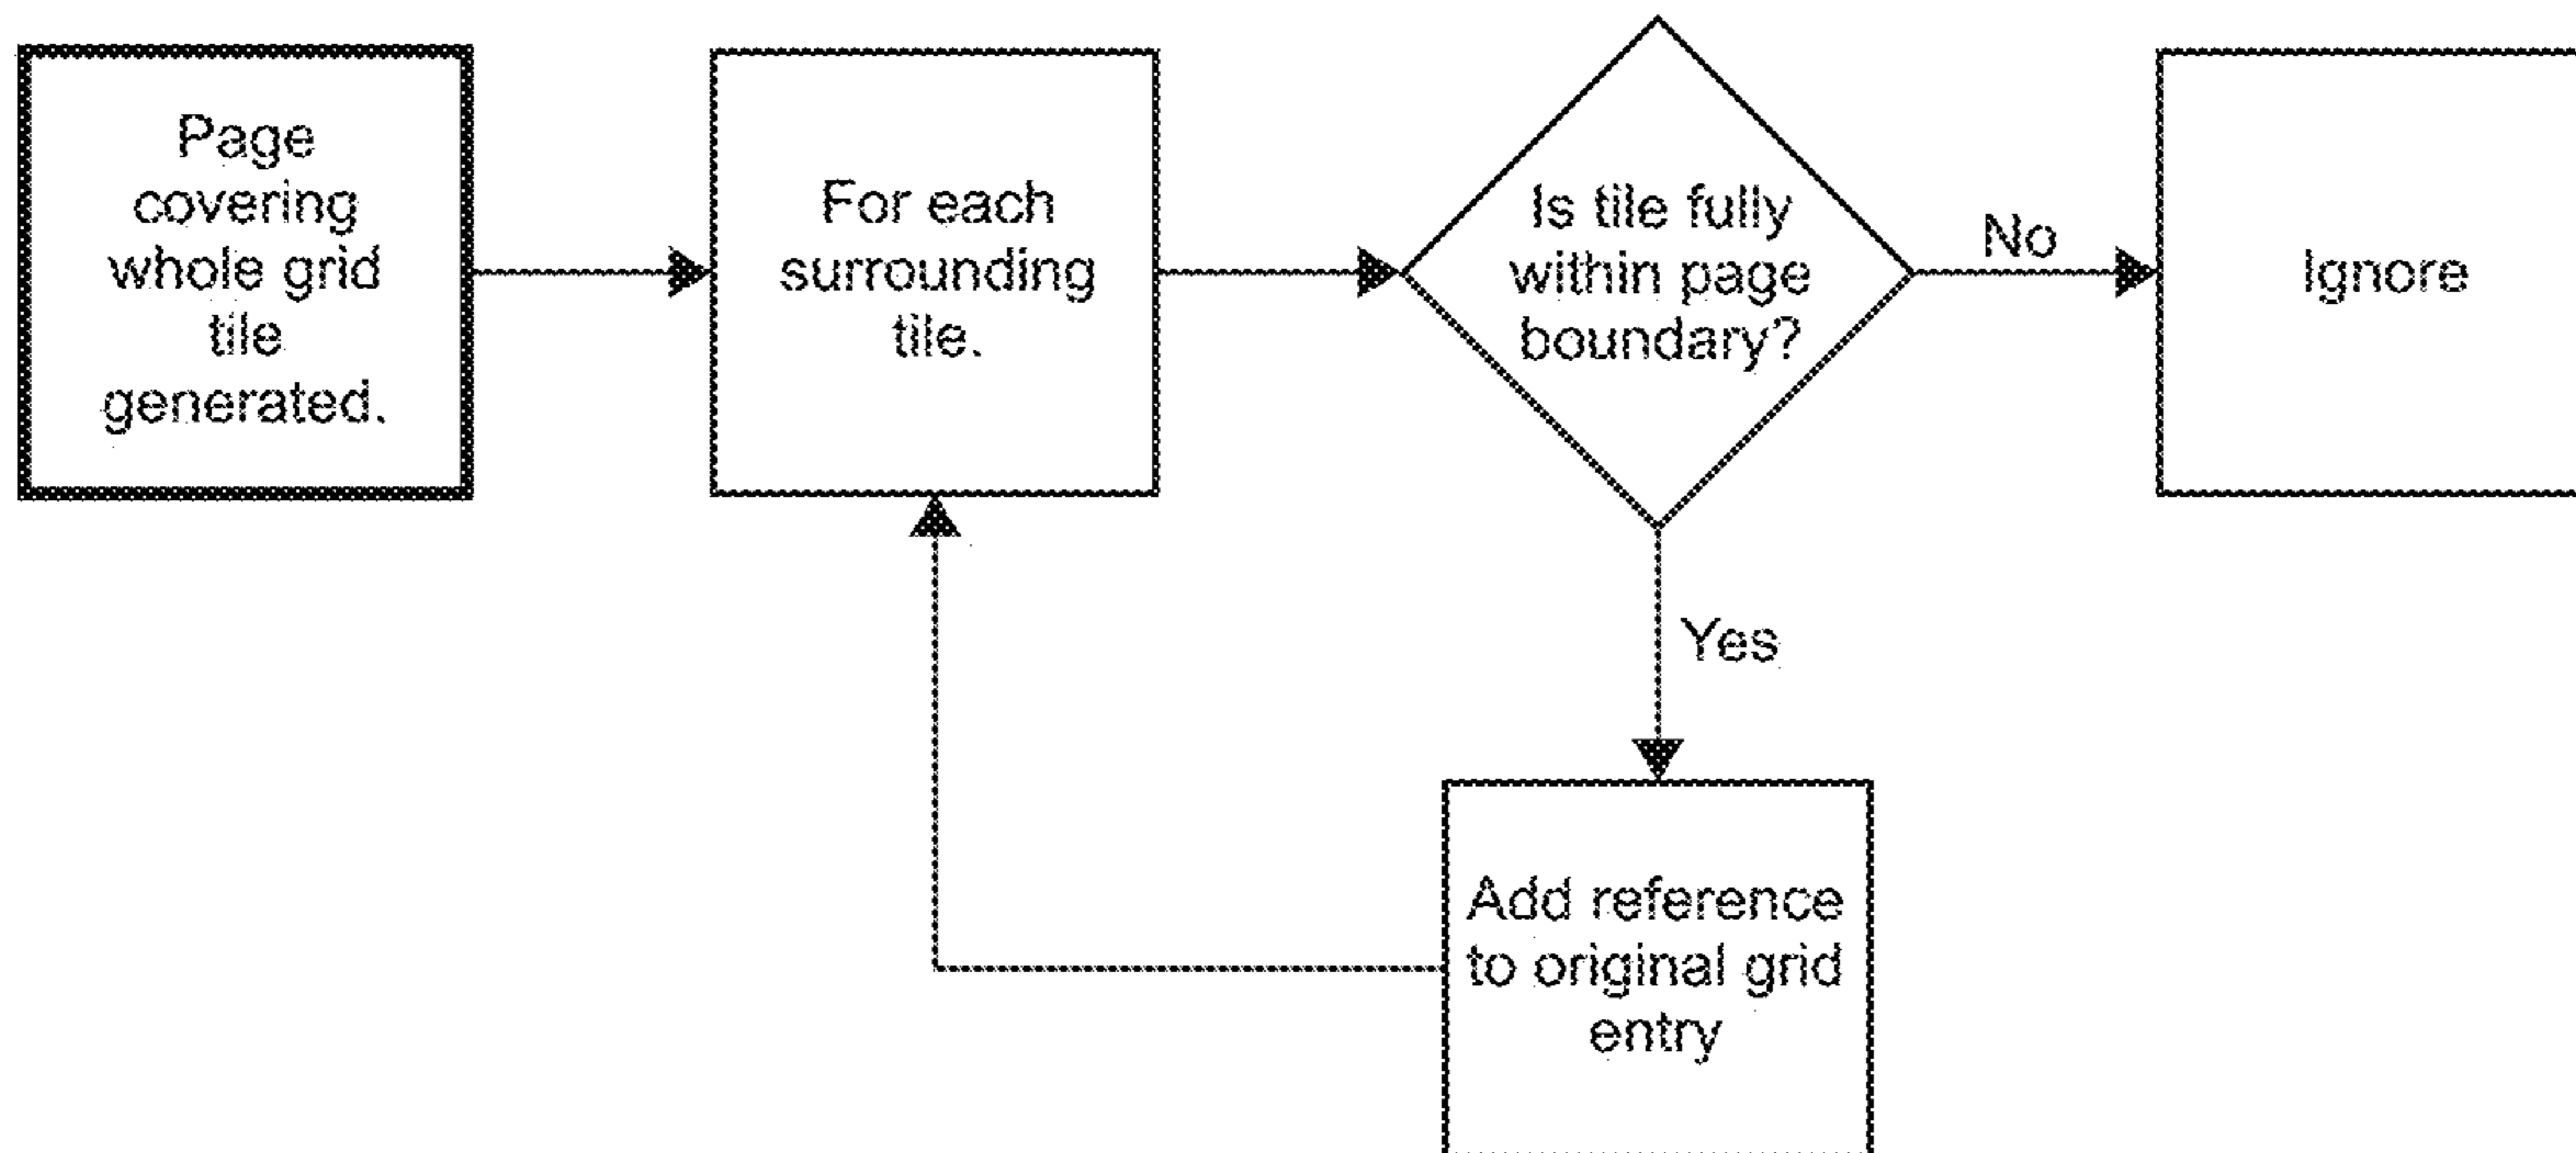 Page
covering
whole grid
tile
generated.
For each
surrounding
tile.
Is tile fully
within page
boundary?
No
Ignore
Yes
Add reference
to original grid
entry